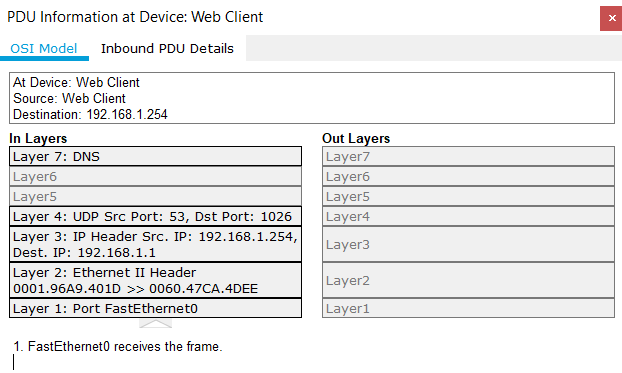 PDU Information at Device: Web Client
OSI Model
Inbound PDU Details
At Device: Web Client
Source: Web Client
Destination: 192.168.1.254
In Layers
Layer 7: DNS
Layer6
Layer5
Layer 4: UDP Src Port: 53, Dst Port: 1026
Layer 3: IP Header Src. IP: 192.168.1.254,
Dest. IP: 192.168.1.1
Layer 2: Ethernet II Header
0001.96A9.401D >> 0060.47CA.4DEE
Layer 1: Port FastEthernet0
Out Layers
Layer7
Layer6
Layer5
Layer4
Layer3
Layer2
Layer1
1. FastEthernet0 receives the frame.